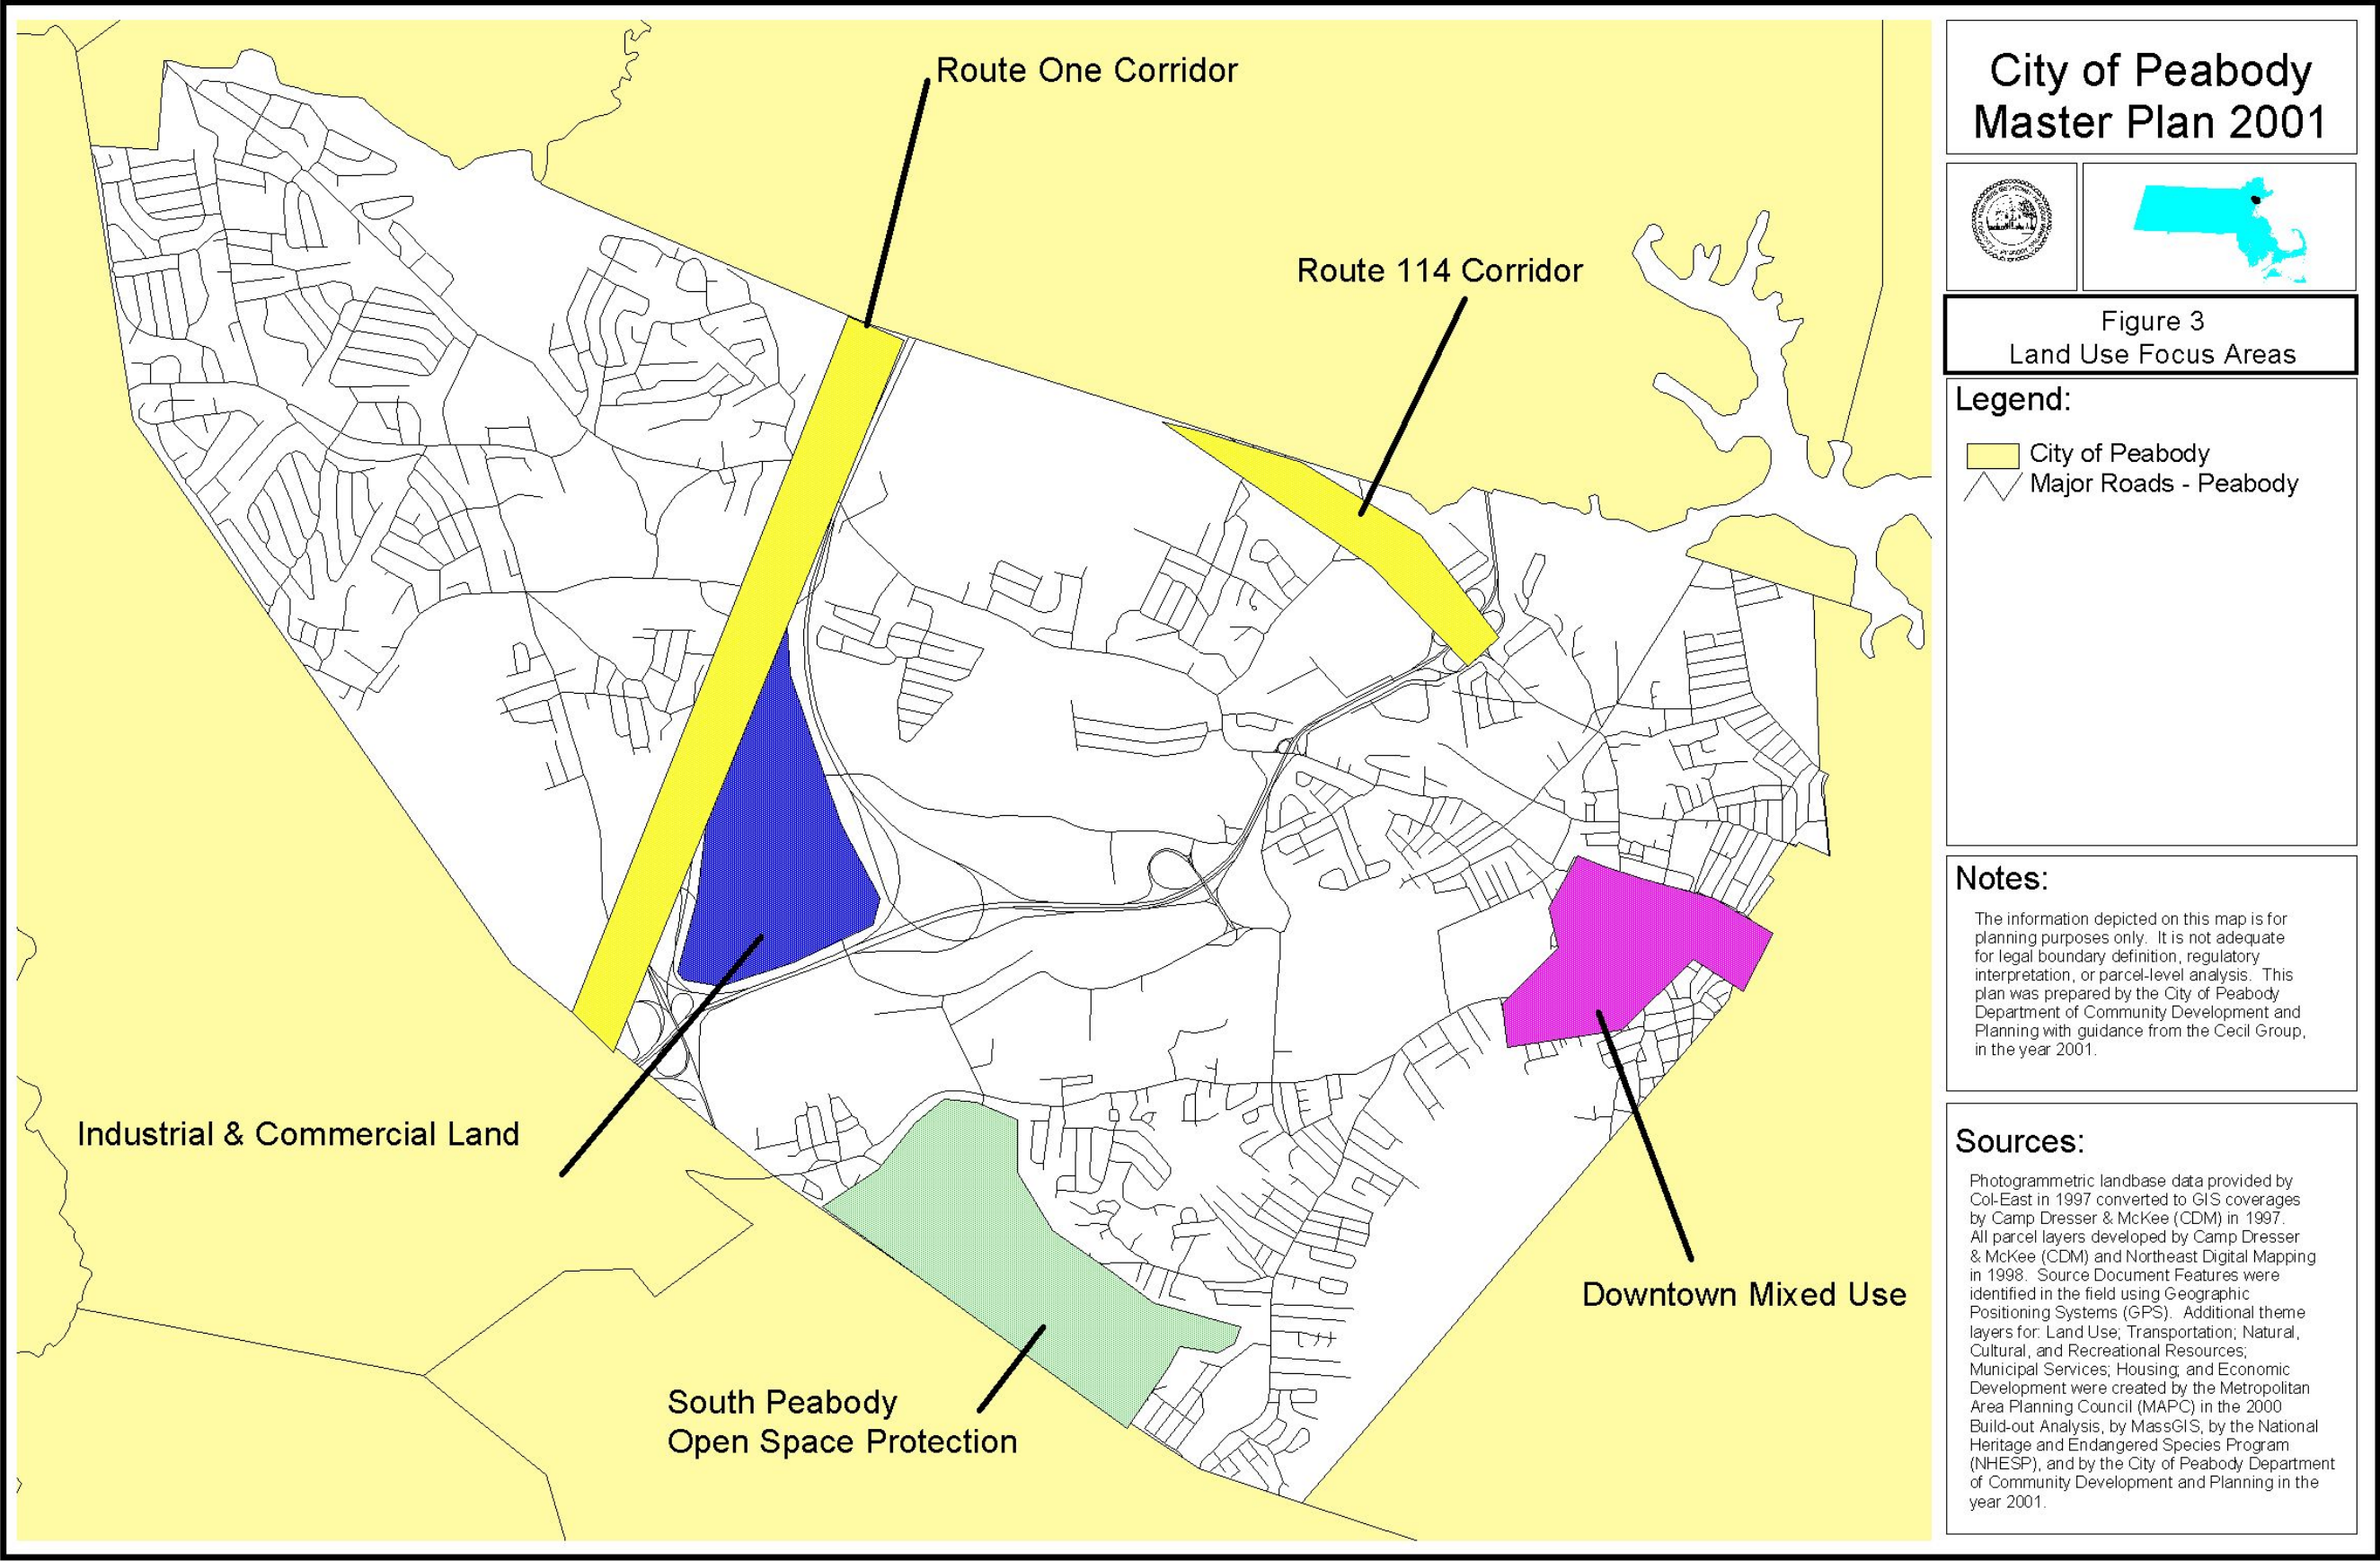 Route One Corridor
Route 114 Corridor
Industrial & Commercial Land
South Peabody
Open Space Protection
Downtown Mixed Use
City of Peabody
Master Plan 2001
Figure 3
Land Use Focus Areas
Legend:
City of Peabody
Major Roads - Peabody
Notes:
The information depicted on this map is for
planning purposes only. It is not adequate
for legal boundary definition, regulatory
interpretation, or parcel-level analysis. This
plan was prepared by the City of Peabody
Department of Community Development and
Planning with guidance from the Cecil Group,
in the year 2001.
Sources:
Photogrammetric landbase data provided by
Col-East in 1997 converted to GIS coverages
by Camp Dresser & McKee (CDM) in 1997.
All parcel layers developed by Camp Dresser
& McKee (CDM) and Northeast Digital Mapping
in 1998. Source Document Features were
identified in the field using Geographic
Positioning Systems (GPS). Additional theme
layers for: Land Use; Transportation; Natural,
Cultural, and Recreational Resources;
Municipal Services; Housing; and Economic
Development were created by the Metropolitan
Area Planning Council (MAPC) in the 2000
Build-out Analysis, by MassGIS, by the National
Heritage and Endangered Species Program
(NHESP), and by the City of Peabody Department
of Community Development and Planning in the
year 2001.